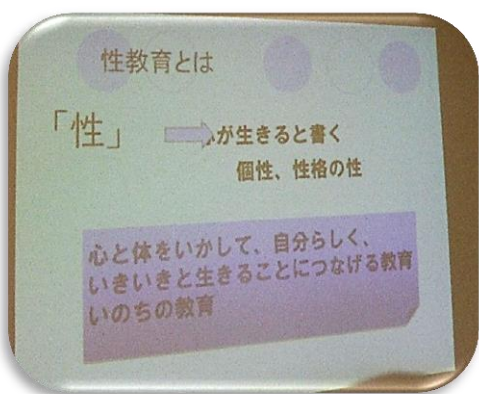 性教育とは
「性」
が生きると書く
個性、性格の性
心と体をいかして、自分らしく、
いきいきと生きることにつなげる教育
いのちの教育